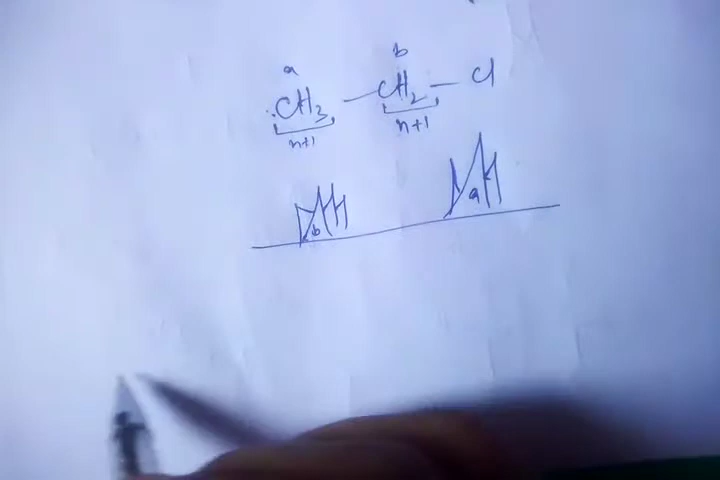 a b
CH₃ — CH₂ — Cl
n+1 n+1
b a